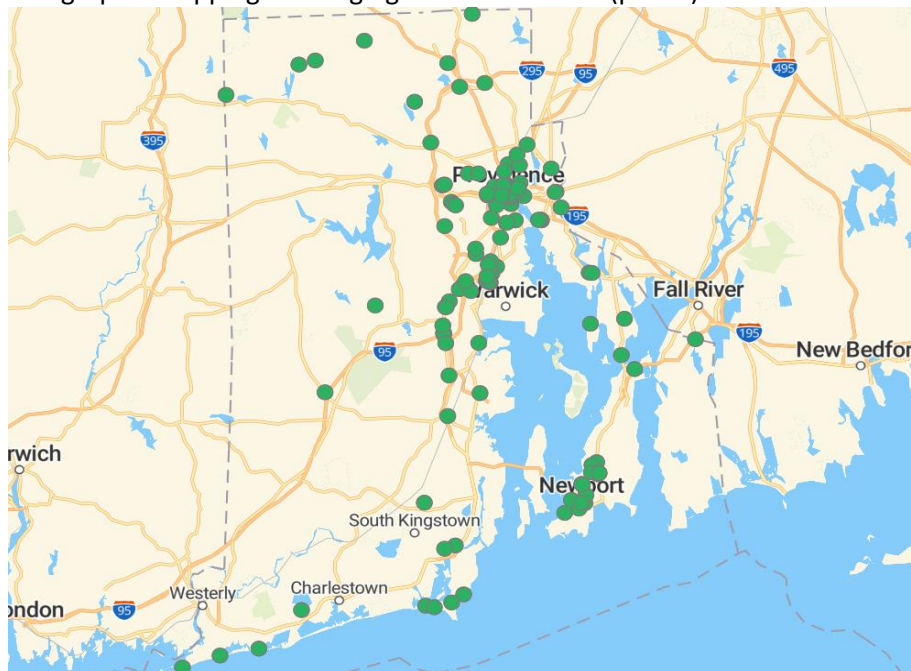 295
95
495
395
Providence
195
Warwick
Fall River
195
95
New Bedfor
rwich
Newport
South Kingstown
Westerly
Charlestown
95
ondon